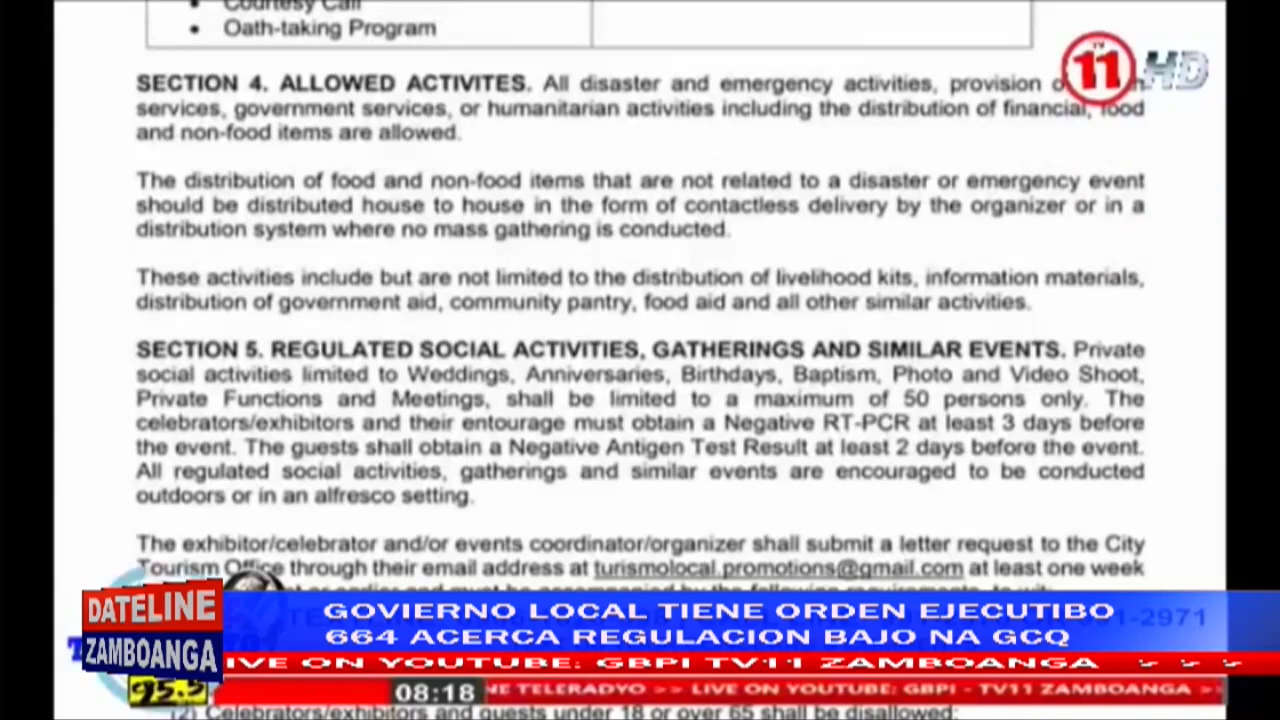 Courtesy Call
• Oath-taking Program
TV
11 HD
SECTION 4. ALLOWED ACTIVITES. All disaster and emergency activities, provision
services, government services, or humanitarian activities including the distribution of financial, food
and non-food items are allowed.
The distribution of food and non-food items that are not related to a disaster or emergency event
should be distributed house to house in the form of contactless delivery by the organizer or in a
distribution system where no mass gathering is conducted.
These activities include but are not limited to the distribution of livelihood kits, information materials,
distribution of government aid, community pantry, food aid and all other similar activities.
SECTION 5. REGULATED SOCIAL ACTIVITIES, GATHERINGS AND SIMILAR EVENTS. Private
social activities limited to Weddings, Anniversaries, Birthdays, Baptism, Photo and Video Shoot,
Private Functions and Meetings, shall be limited to a maximum of 50 persons only. The
celebrators/exhibitors and their entourage must obtain a Negative RT-PCR at least 3 days before
the event. The guests shall obtain a Negative Antigen Test Result at least 2 days before the event.
All regulated social activities, gatherings and similar events are encouraged to be conducted
outdoors or in an alfresco setting.
The exhibitor/celebrator and/or events coordinator/organizer shall submit a letter request to the City
Tourism Office through their email address at turismolocal.promotions@gmail.com at least one week
DATELINE
ZAMBOANGA
GOVIERNO LOCAL TIENE ORDEN EJECUTIBO
664 ACERCA REGULACION BAJO NA GCQ
-2971
LIVE ON YOUTUBE: GBPI TV11 ZAMBOANGA
95.5
08:18
NE TELERADYO >> LIVE ON YOUTUBE: GBPI - TV11 ZAMBOANGA >>
(2) Celebrators/exhibitors and guests under 18 or over 65 shall be disallowed;